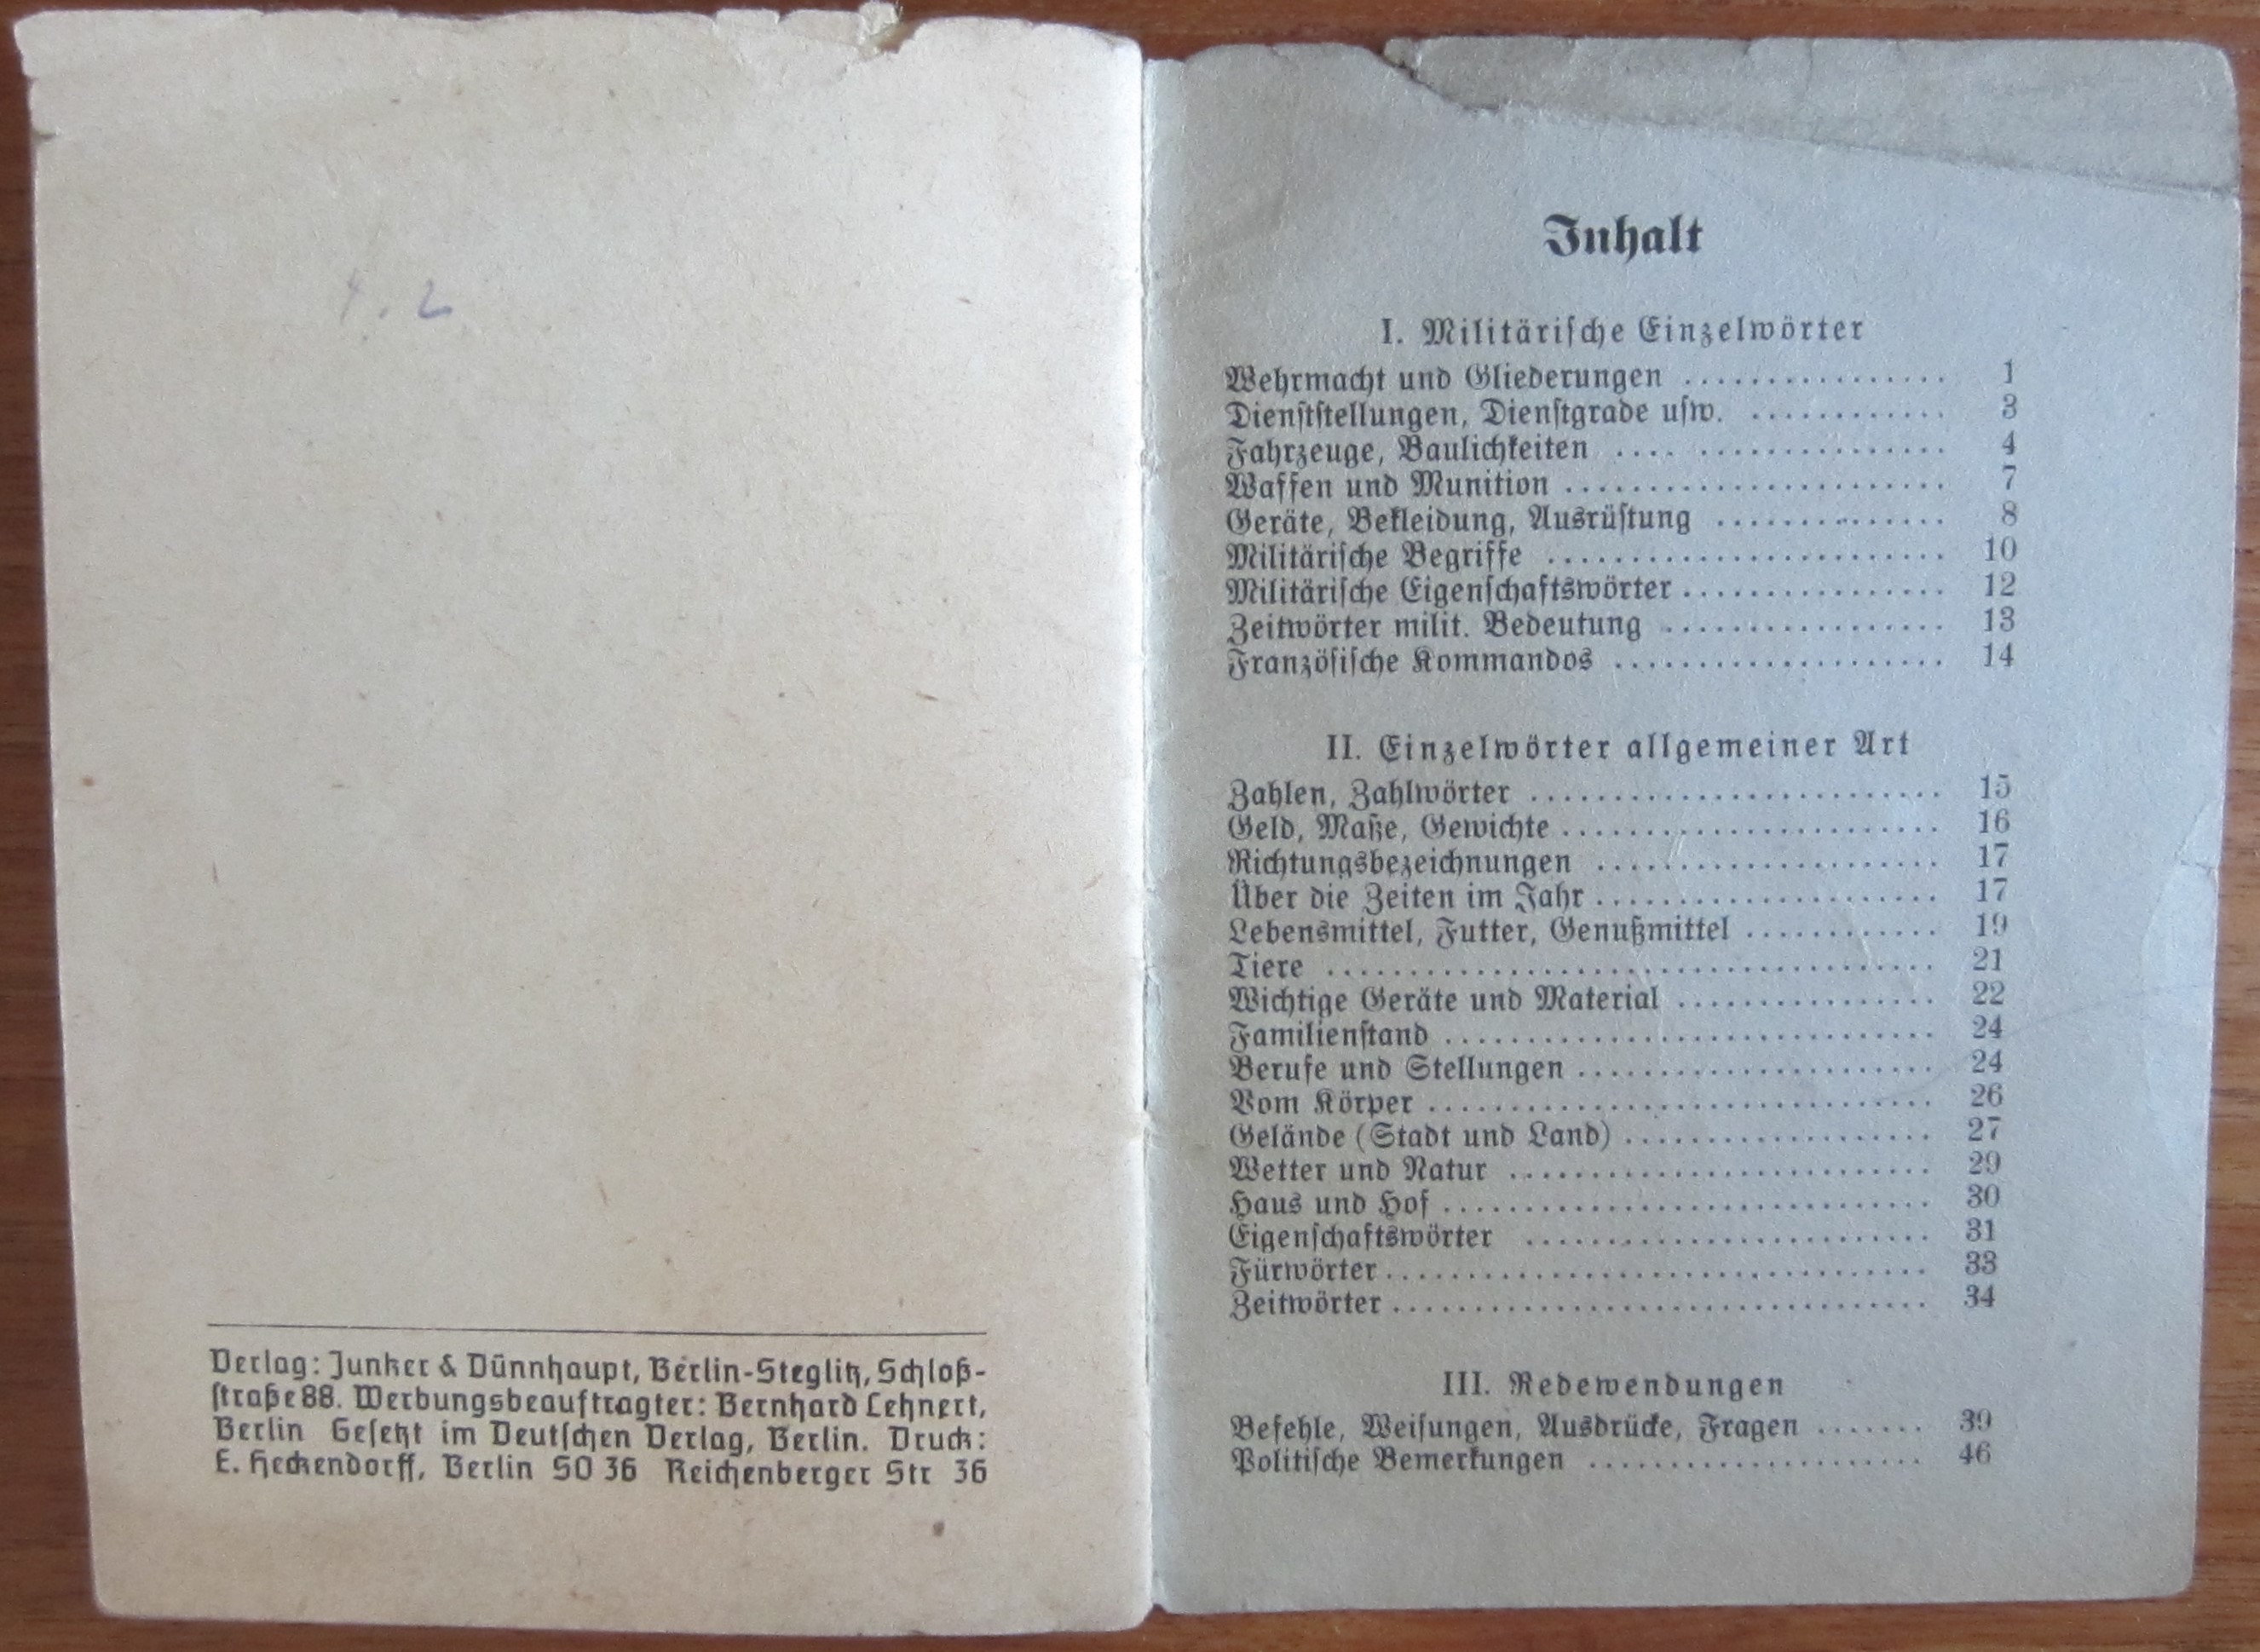 4. 2
Verlag: Junker & Dünnhaupt, Berlin-Steglitz, Schloß-
ſtraße 88. Werbungsbeauftragter: Bernhard Lehnert,
Berlin Geſetzt im Deutſchen Verlag, Berlin. Druck:
E. Heckendorff, Berlin SO 36 Reichenberger Str 36
Inhalt
I. Militäriſche Einzelwörter
Wehrmacht und Gliederungen ................ 1
Dienſtſtellungen, Dienſtgrade uſw. ............ 3
Fahrzeuge, Baulichkeiten .... ............... 4
Waffen und Munition ....................... 7
Geräte, Bekleidung, Ausrüſtung .............. 8
Militäriſche Begriffe ........................ 10
Militäriſche Eigenſchaftswörter ................ 12
Zeitwörter milit. Bedeutung ................. 13
Franzöſiſche Kommandos .................... 14
II. Einzelwörter allgemeiner Art
Zahlen, Zahlwörter ......................... 15
Geld, Maße, Gewichte ....................... 16
Richtungsbezeichnungen ..................... 17
Über die Zeiten im Jahr ..................... 17
Lebensmittel, Futter, Genußmittel ............ 19
Tiere ..................................... 21
Wichtige Geräte und Material ................ 22
Familienſtand .............................. 24
Berufe und Stellungen ...................... 24
Vom Körper ............................... 26
Gelände (Stadt und Land) ................... 27
Wetter und Natur .......................... 29
Haus und Hof .............................. 30
Eigenſchaftswörter ......................... 31
Fürwörter ................................. 33
Zeitwörter ................................. 34
III. Redewendungen
Befehle, Weiſungen, Ausdrücke, Fragen ....... 39
Politiſche Bemerkungen ..................... 46